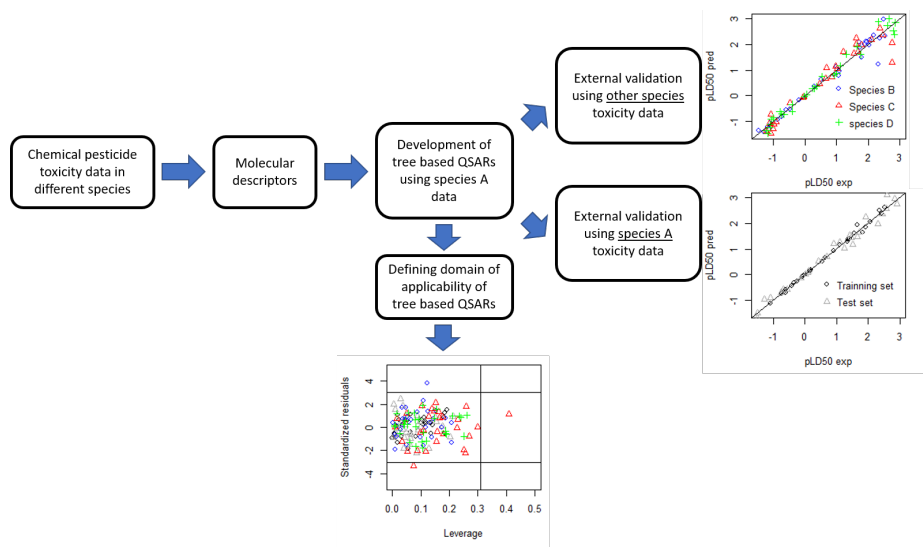 Chemical pesticide
toxicity data in
different species
Molecular
descriptors
Development of
tree based QSARs
using species A
data
External validation
using other species
toxicity data
External validation
using species A
toxicity data
Defining domain of
applicability of
tree based QSARs
pLD50 pred
3
2
1
0
-1
Species B
Species C
species D
-1 0 1 2 3
pLD50 exp
pLD50 pred
3
2
1
0
-1
Trainning set
Test set
-1 0 1 2 3
pLD50 exp
Standardized residuals
4
2
0
-2
-4
0.0 0.1 0.2 0.3 0.4 0.5
Leverage